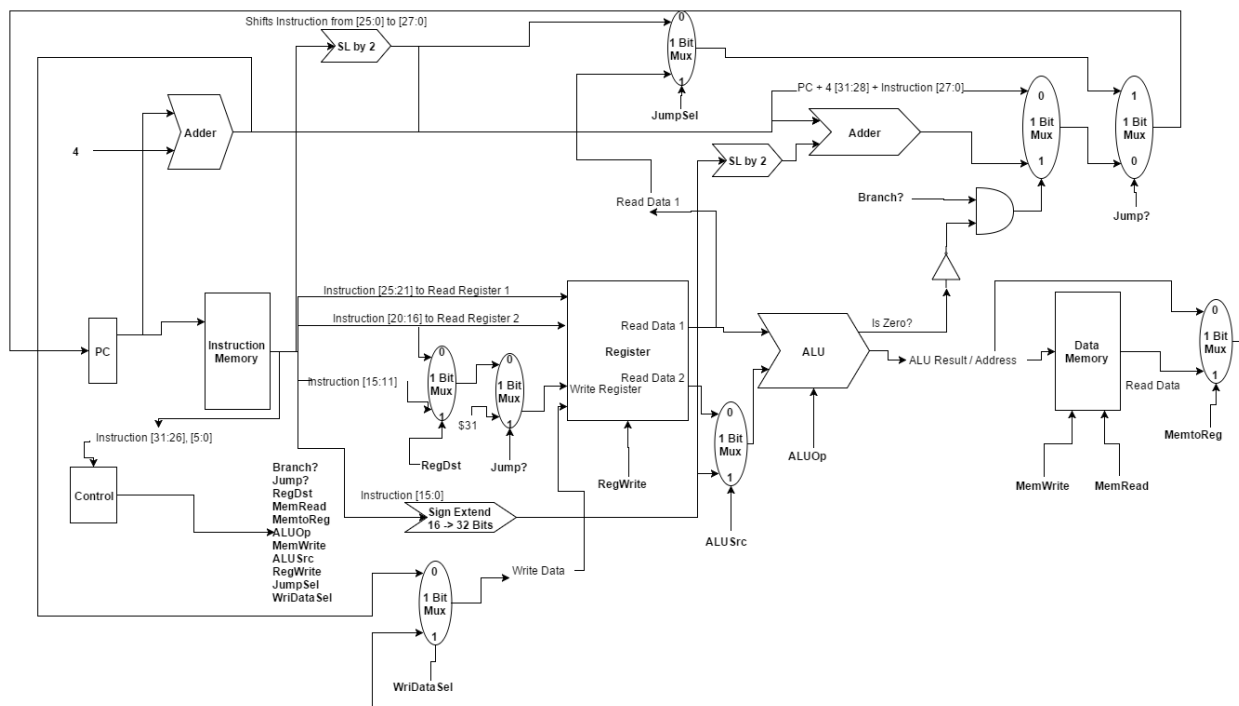 Shifts Instruction from [25:0] to [27:0]
SL by 2
0
1 Bit
Mux
1
JumpSel
PC + 4 [31:28] + Instruction [27:0]
0
1 Bit
Mux
1
1
1 Bit
Mux
0
Jump?
Adder
4
Adder
SL by 2
Branch?
Read Data 1
PC
Instruction
Memory
Instruction [25:21] to Read Register 1
Instruction [20:16] to Read Register 2
Instruction [15:11]
0
1 Bit
Mux
1
RegDst
0
1 Bit
Mux
1
$31
Jump?
Read Data 1
Register
Read Data 2
Write Register
RegWrite
0
1 Bit
Mux
1
ALUSrc
ALU
Is Zero?
ALU Result / Address
ALUOp
Data
Memory
Read Data
MemWrite
MemRead
0
1 Bit
Mux
1
MemtoReg
Instruction [31:26], [5:0]
Control
Branch?
Jump?
RegDst
MemRead
MemtoReg
ALUOp
MemWrite
ALUSrc
RegWrite
JumpSel
WriDataSel
Instruction [15:0]
Sign Extend
16 -> 32 Bits
0
1 Bit
Mux
1
Write Data
WriDataSel